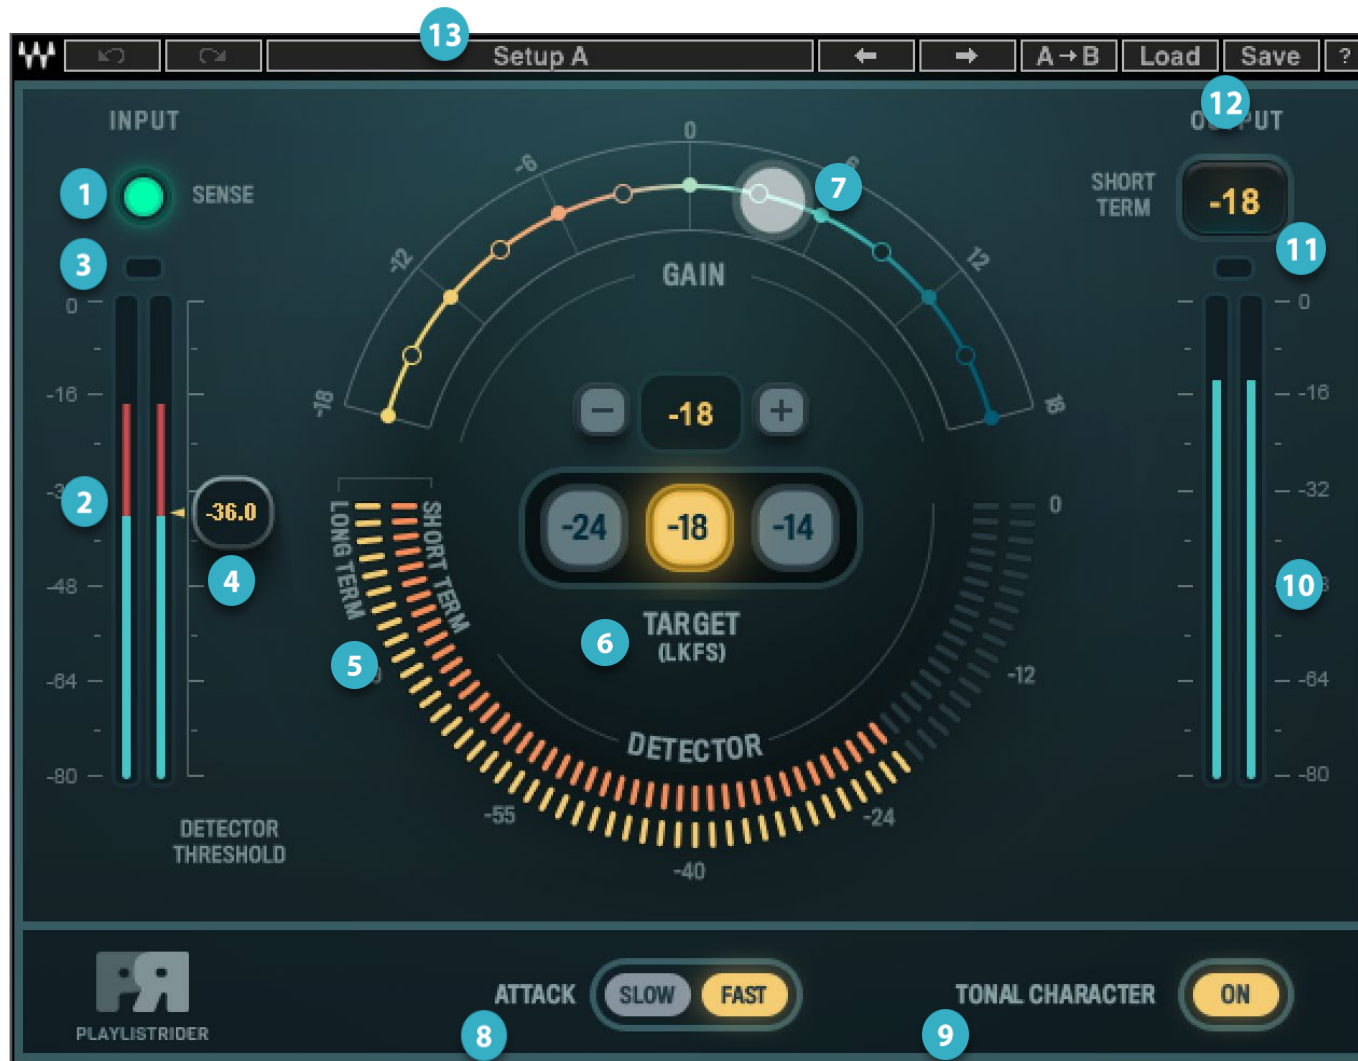 13
Setup A
A→B
Load
Save
?
INPUT
12
1
SENSE
3
0
-16
2
-36.0
4
-48
-64
-80
DETECTOR
THRESHOLD
-18
-12
-6
0
7
12
18
GAIN
-18
-24
-18
-14
TARGET
(LKFS)
6
LONG TERM
SHORT TERM
5
DETECTOR
-55
-40
-24
-12
0
SHORT
TERM
-18
11
0
-16
-32
10
-64
-80
PLAYLISTRIDER
ATTACK
SLOW
FAST
8
TONAL CHARACTER
ON
9